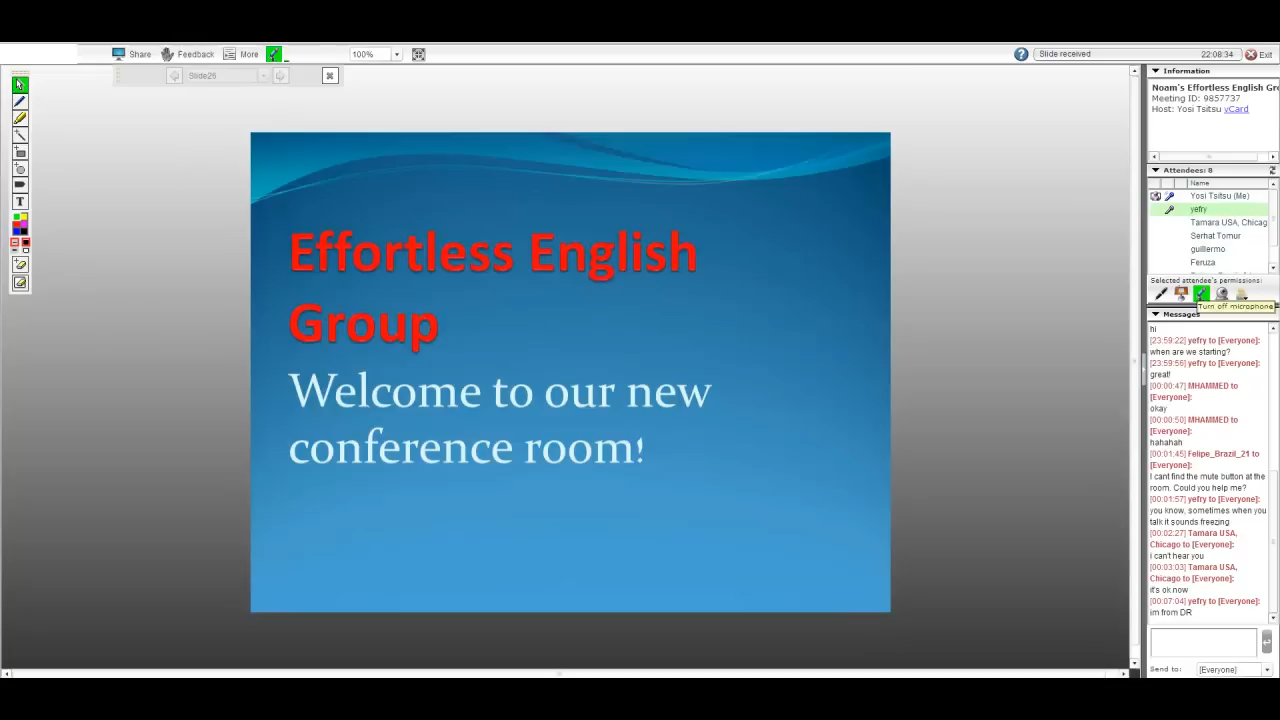 Share Feedback More 100% Slide received 22:08:34 Exit
Slide26
Information
Noam's Effortless English Gro
Meeting ID: 9857737
Host: Yosi Tsitsu vCard
Attendees: 8
Name
Yosi Tsitsu (Me)
yefry
Tamara USA, Chicag
Serhat Tomur
guillermo
Feruza
Selected attendee's permissions:
Turn off microphone
Messages
hi
[23:59:22] yefry to [Everyone]:
when are we starting?
[23:59:56] yefry to [Everyone]:
great!
[00:00:47] MHAMMED to
[Everyone]:
okay
[00:00:50] MHAMMED to
[Everyone]:
hahahah
[00:01:45] Felipe_Brazil_21 to
[Everyone]:
I cant find the mute button at the
room. Could you help me?
[00:01:57] yefry to [Everyone]:
you know, sometimes when you
talk it sounds freezing
[00:02:27] Tamara USA,
Chicago to [Everyone]:
i can't hear you
[00:03:03] Tamara USA,
Chicago to [Everyone]:
it's ok now
[00:07:04] yefry to [Everyone]:
im from DR
Send to: [Everyone]
T
Effortless English
Group
Welcome to our new
conference room!